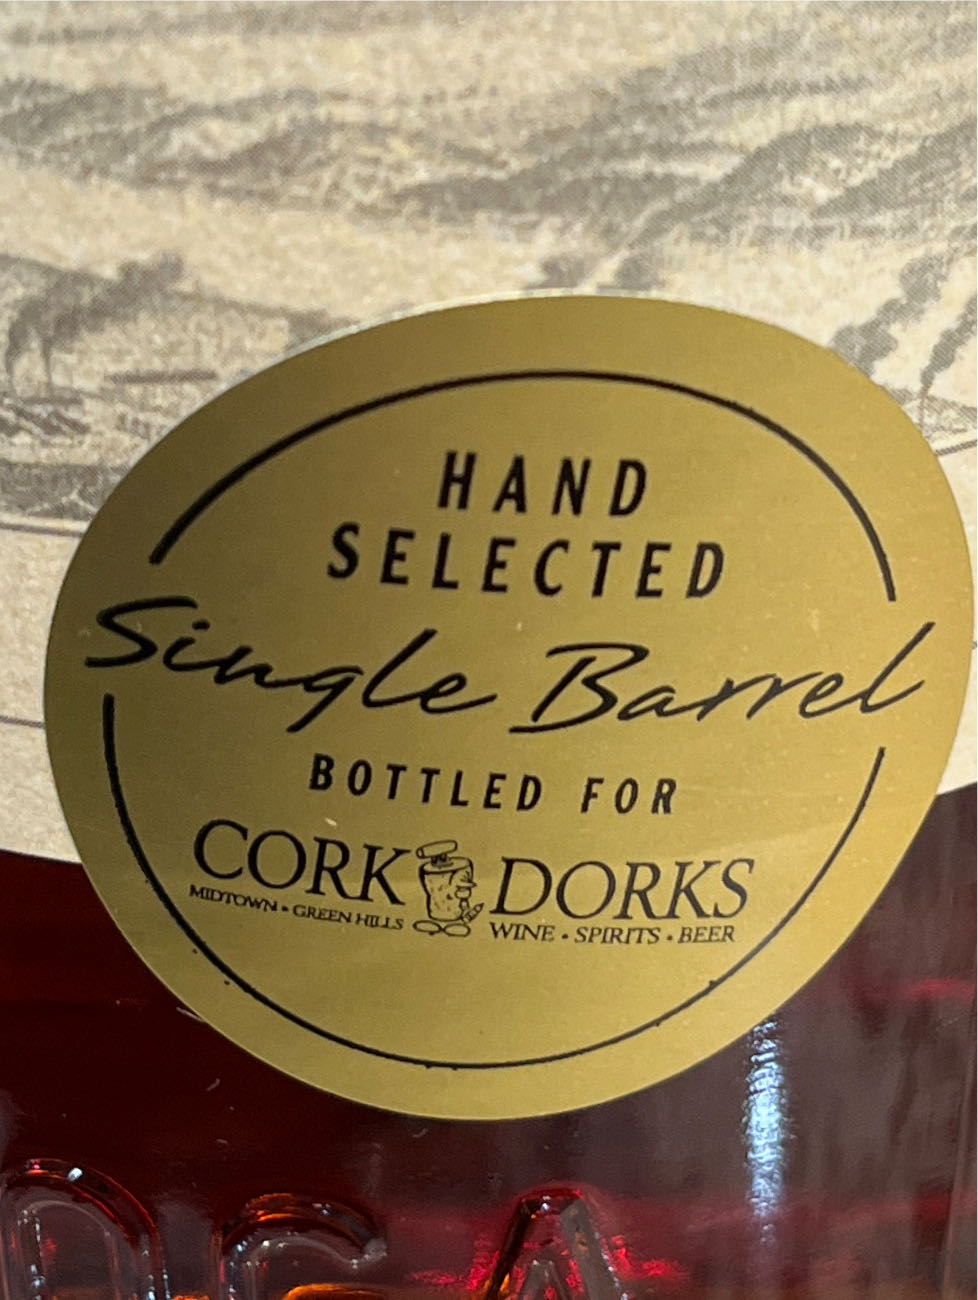 HAND
SELECTED
Single Barrel
BOTTLED FOR
CORK DORKS
MIDTOWN • GREEN HILLS WINE • SPIRITS • BEER